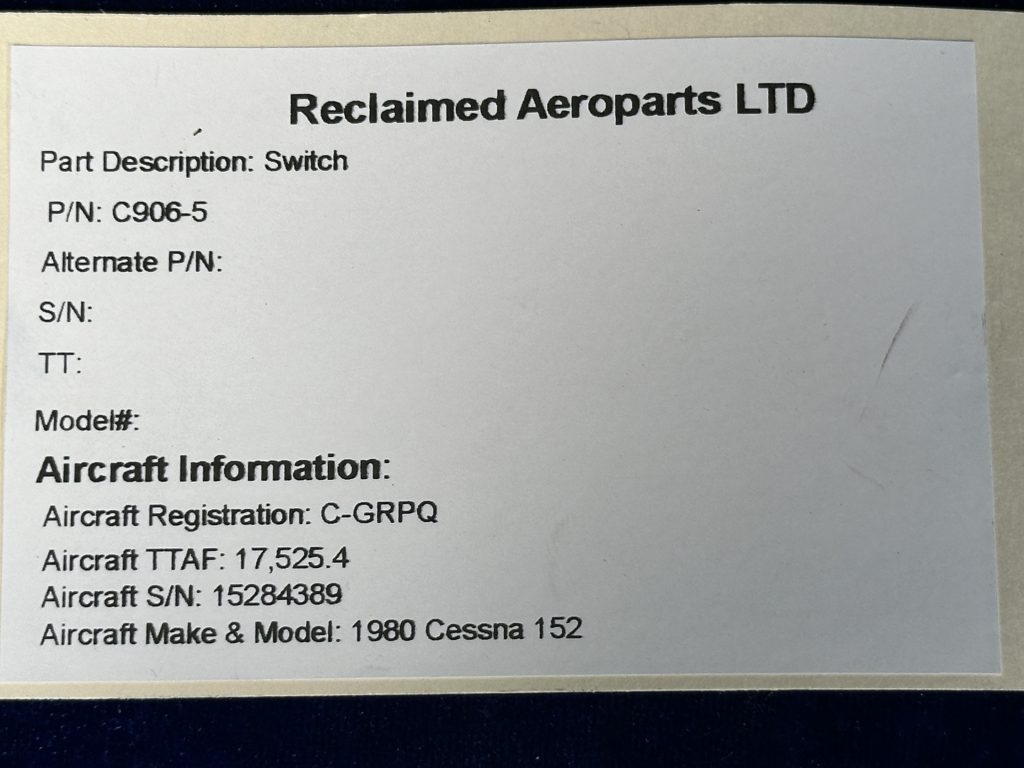 Reclaimed Aeroparts LTD
Part Description: Switch
P/N: C906-5
Alternate P/N:
S/N:
TT:
Model#:
Aircraft Information:
Aircraft Registration: C-GRPQ
Aircraft TTAF: 17,525.4
Aircraft S/N: 15284389
Aircraft Make & Model: 1980 Cessna 152